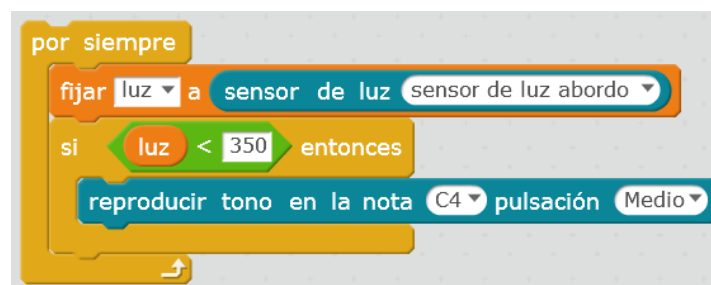 por siempre
fijar luz a sensor de luz sensor de luz abordo
si luz < 350 entonces
reproducir tono en la nota C4 pulsación Medio